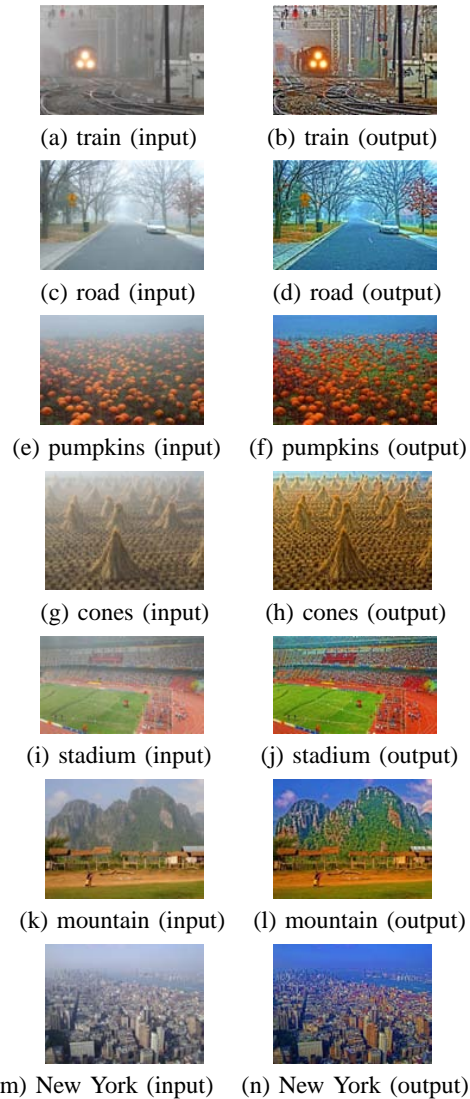 (a) train (input) (b) train (output)
(c) road (input) (d) road (output)
(e) pumpkins (input) (f) pumpkins (output)
(g) cones (input) (h) cones (output)
(i) stadium (input) (j) stadium (output)
(k) mountain (input) (l) mountain (output)
m) New York (input) (n) New York (output)